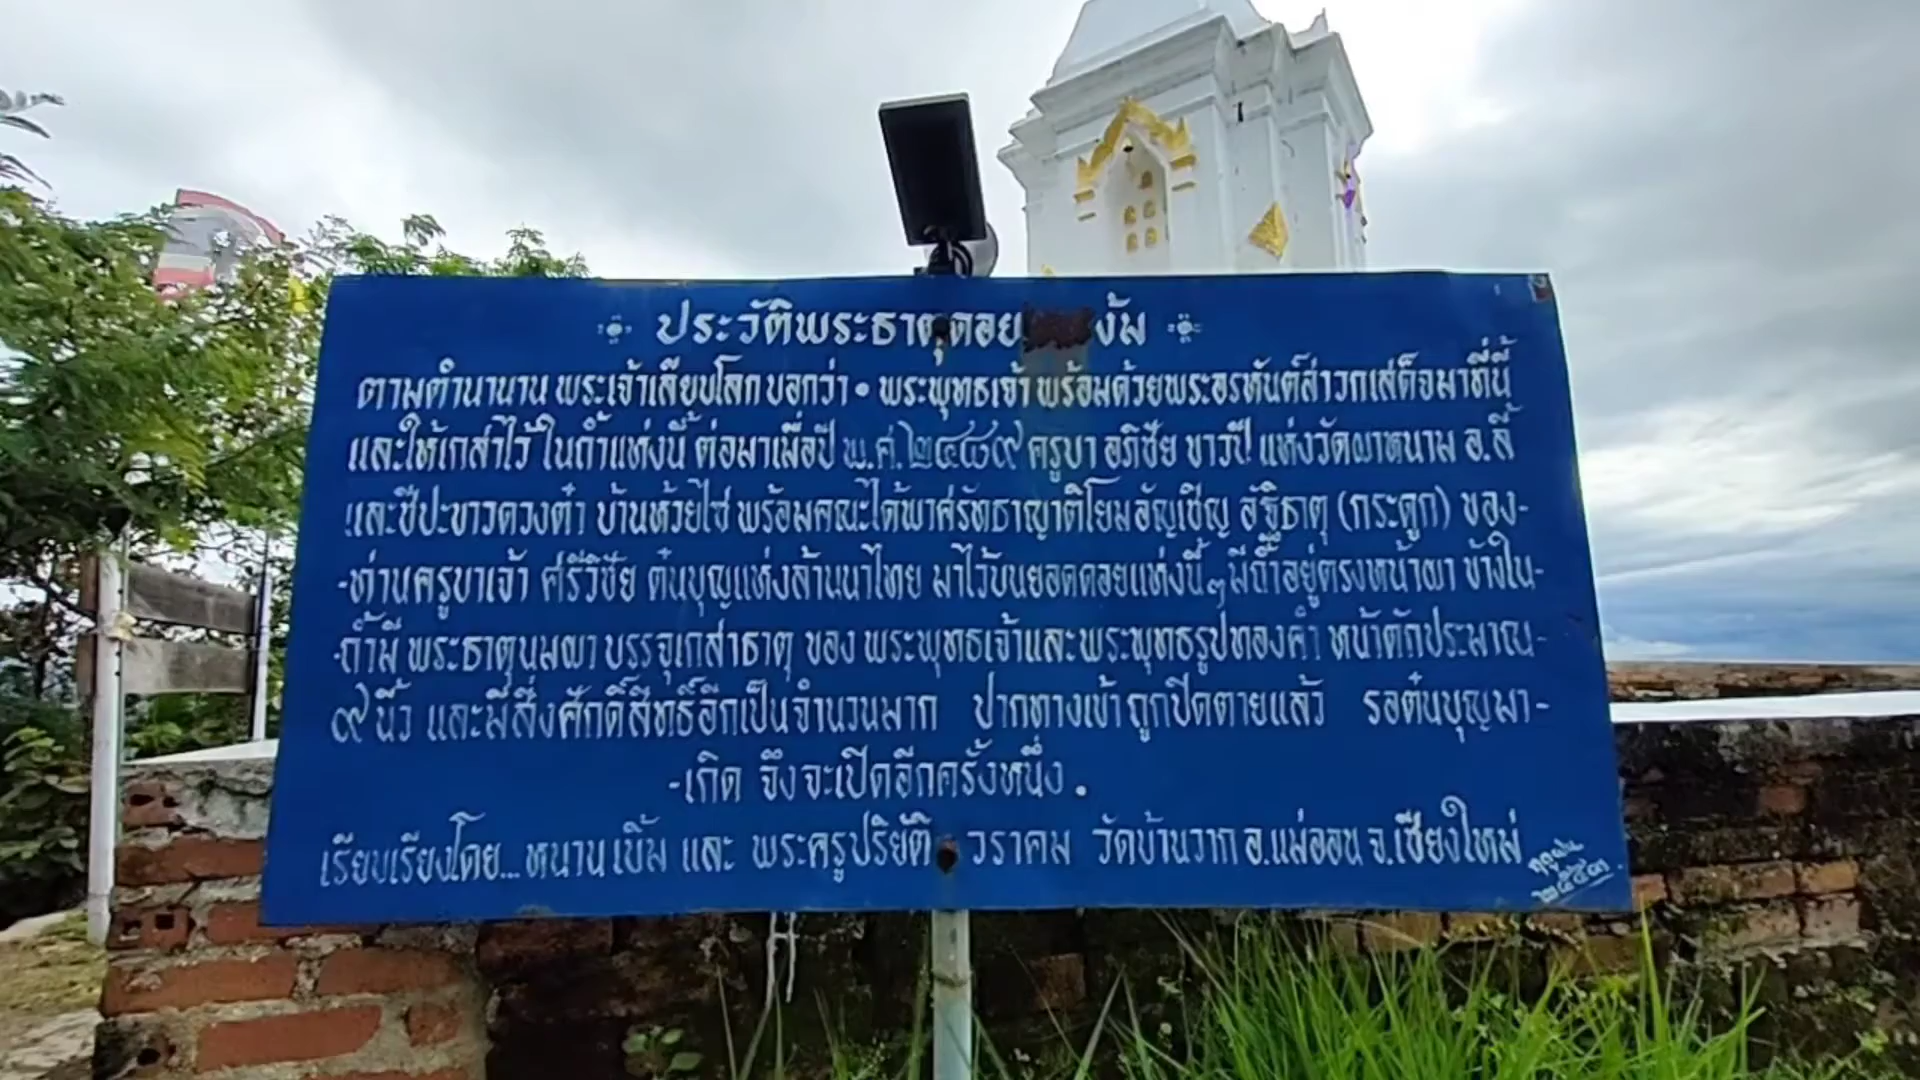 ประวัติพระธาตุดอย ง้ม
ตามตำนานาน พระเจ้าเลียบโลก บอกว่า • พระพุทธเจ้า พร้อมด้วยพระอรหันต์สาวกเสด็จมาที่นี้
และให้เกสาไว้ ในถ้ำแห่งนี้ ต่อมาเมื่อปี พ.ศ.๒๔๘๙ ครูบา อภิชัย ขาวปี แห่งวัดผาหนาม อ.ลี้
และชีปะขาวดวงต๋า บ้านห้วยไซ่ พร้อมคณะได้พาศรัทธาญาติโยมอัญเชิญ อัฐิธาตุ (กระดูก) ของ-
-ท่านครูบาเจ้า ศรีวิชัย ต๋นบุญแห่งล้านนาไทย มาไว้บนยอดดอยแห่งนี้ๆ มีถ้ำอยู่ตรงหน้าผา ข้างใน-
-ถ้ำมี พระธาตุนมผา บรรจุเกสาธาตุ ของ พระพุทธเจ้าและพระพุทธรูปทองคำ หน้าตักประมาณ-
๙ นิ้ว และมีสิ่งศักดิ์สิทธิ์อีกเป็นจำนวนมาก ปากทางเข้าถูกปิดตายแล้ว รอต๋นบุญมา-
-เกิด จึงจะเปิดอีกครั้งหนึ่ง.
เรียบเรียงโดย...หนานเบิ้ม และ พระครูปริยัติ วราคม วัดบ้านวาก อ.แม่ออน จ.เชียงใหม่
๒๕๕๓